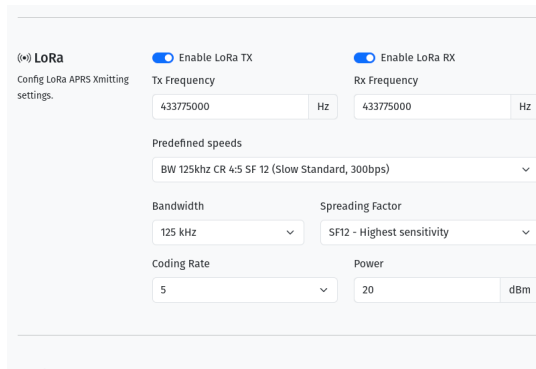 LoRa
Config LoRa APRS Xmitting
settings.
Enable LoRa TX
Enable LoRa RX
Tx Frequency
Rx Frequency
433775000 Hz
433775000 Hz
Predefined speeds
BW 125khz CR 4:5 SF 12 (Slow Standard, 300bps)
Bandwidth
Spreading Factor
125 kHz
SF12 - Highest sensitivity
Coding Rate
Power
5
20 dBm